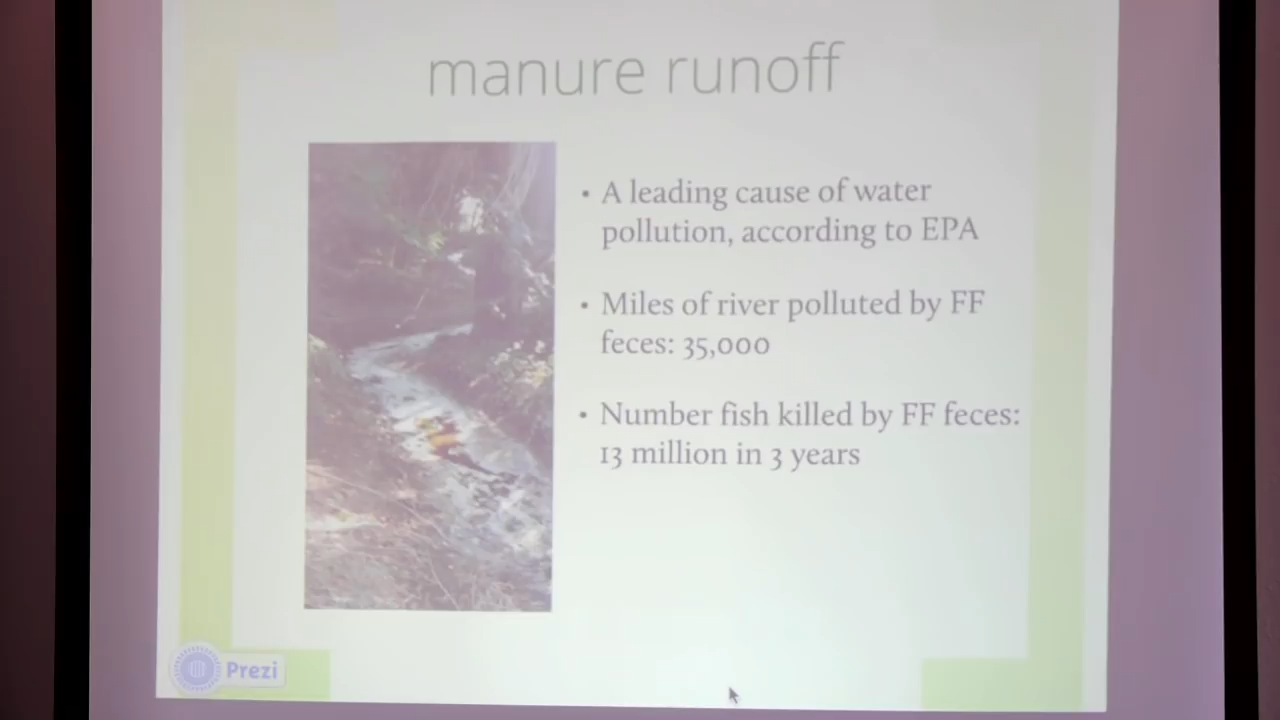 manure runoff
• A leading cause of water
pollution, according to EPA
• Miles of river polluted by FF
feces: 35,000
• Number fish killed by FF feces:
13 million in 3 years
Prezi